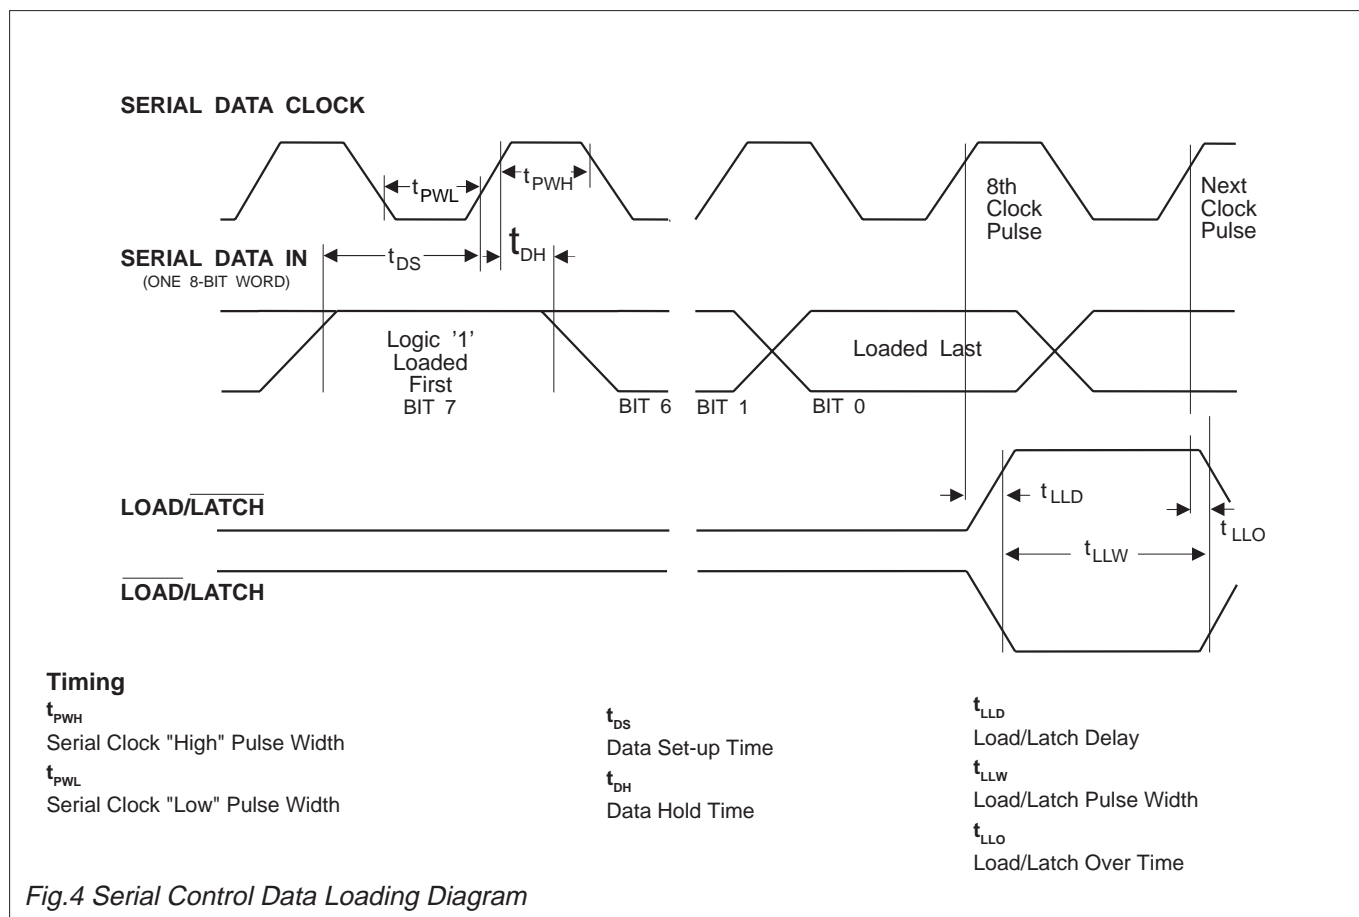 SERIAL DATA CLOCK
tPWL
tPWH
8th
Clock
Pulse
Next
Clock
Pulse
SERIAL DATA IN
(ONE 8-BIT WORD)
tDS
tDH
Logic '1'
Loaded
First
BIT 7
BIT 6
BIT 1
BIT 0
Loaded Last
LOAD/LATCH
tLLD
tLLO
tLLW
LOAD/LATCH
Timing
tPWH
Serial Clock "High" Pulse Width
tPWL
Serial Clock "Low" Pulse Width
tDS
Data Set-up Time
tDH
Data Hold Time
tLLD
Load/Latch Delay
tLLW
Load/Latch Pulse Width
tLLO
Load/Latch Over Time
Fig.4 Serial Control Data Loading Diagram